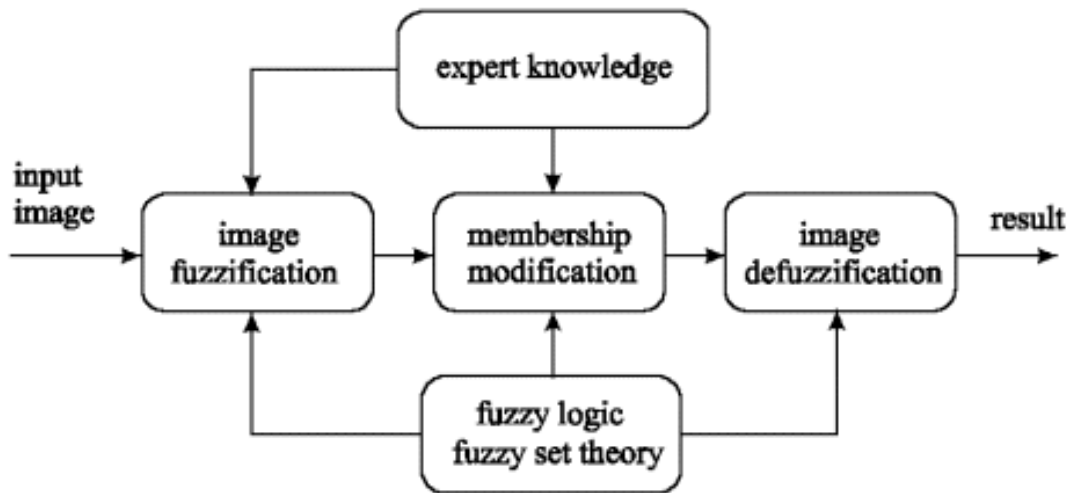 expert knowledge
input
image
image
fuzzification
membership
modification
image
defuzzification
result
fuzzy logic
fuzzy set theory